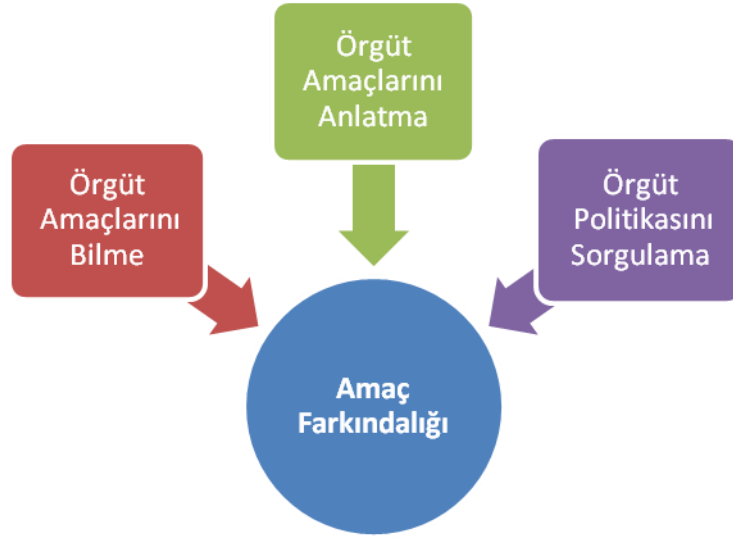 Örgüt
Amaçlarını
Anlatma
Örgüt
Amaçlarını
Bilme
Örgüt
Politikasını
Sorgulama
Amaç
Farkındalığı